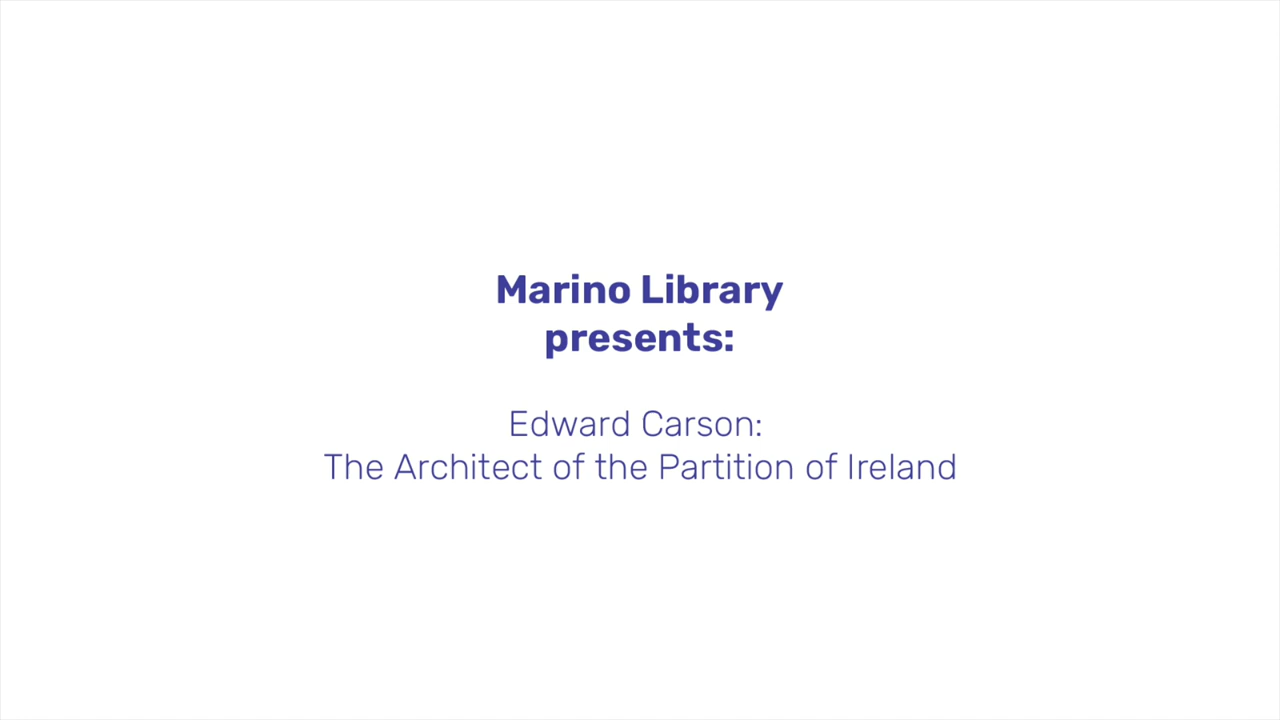 Marino Library
presents:
Edward Carson:
The Architect of the Partition of Ireland